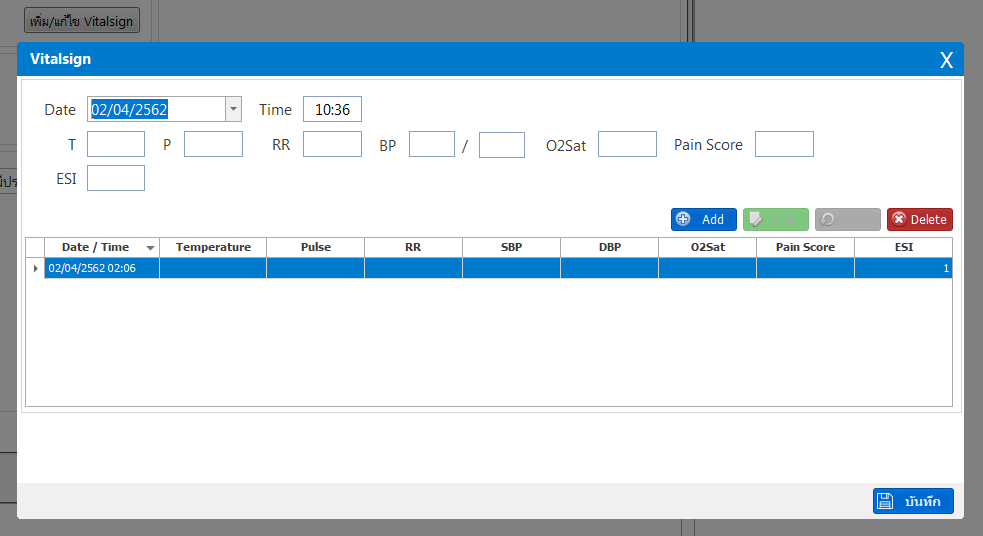 เพิ่ม/แก้ไข Vitalsign
Vitalsign X
Date 02/04/2562 Time 10:36
T P RR BP / O2Sat Pain Score
ESI
Add Delete
Date / Time Temperature Pulse RR SBP DBP O2Sat Pain Score ESI
02/04/2562 02:06 1
บันทึก